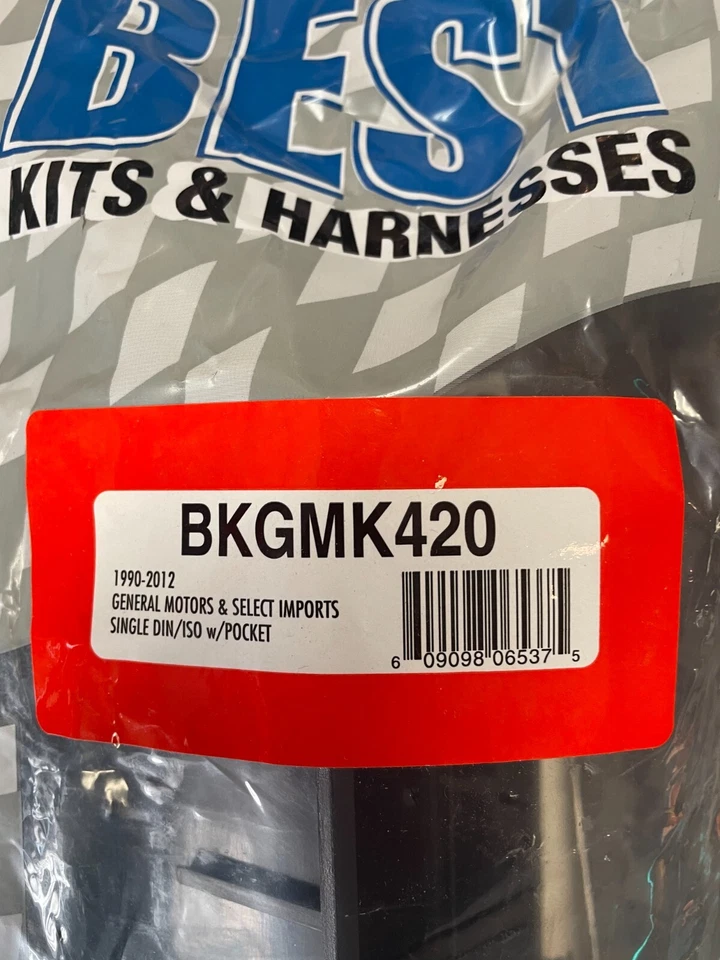 BEST
KITS & HARNESSES
BKGMK420
1990-2012
GENERAL MOTORS & SELECT IMPORTS
SINGLE DIN/ISO w/POCKET
6 09098 06537 5